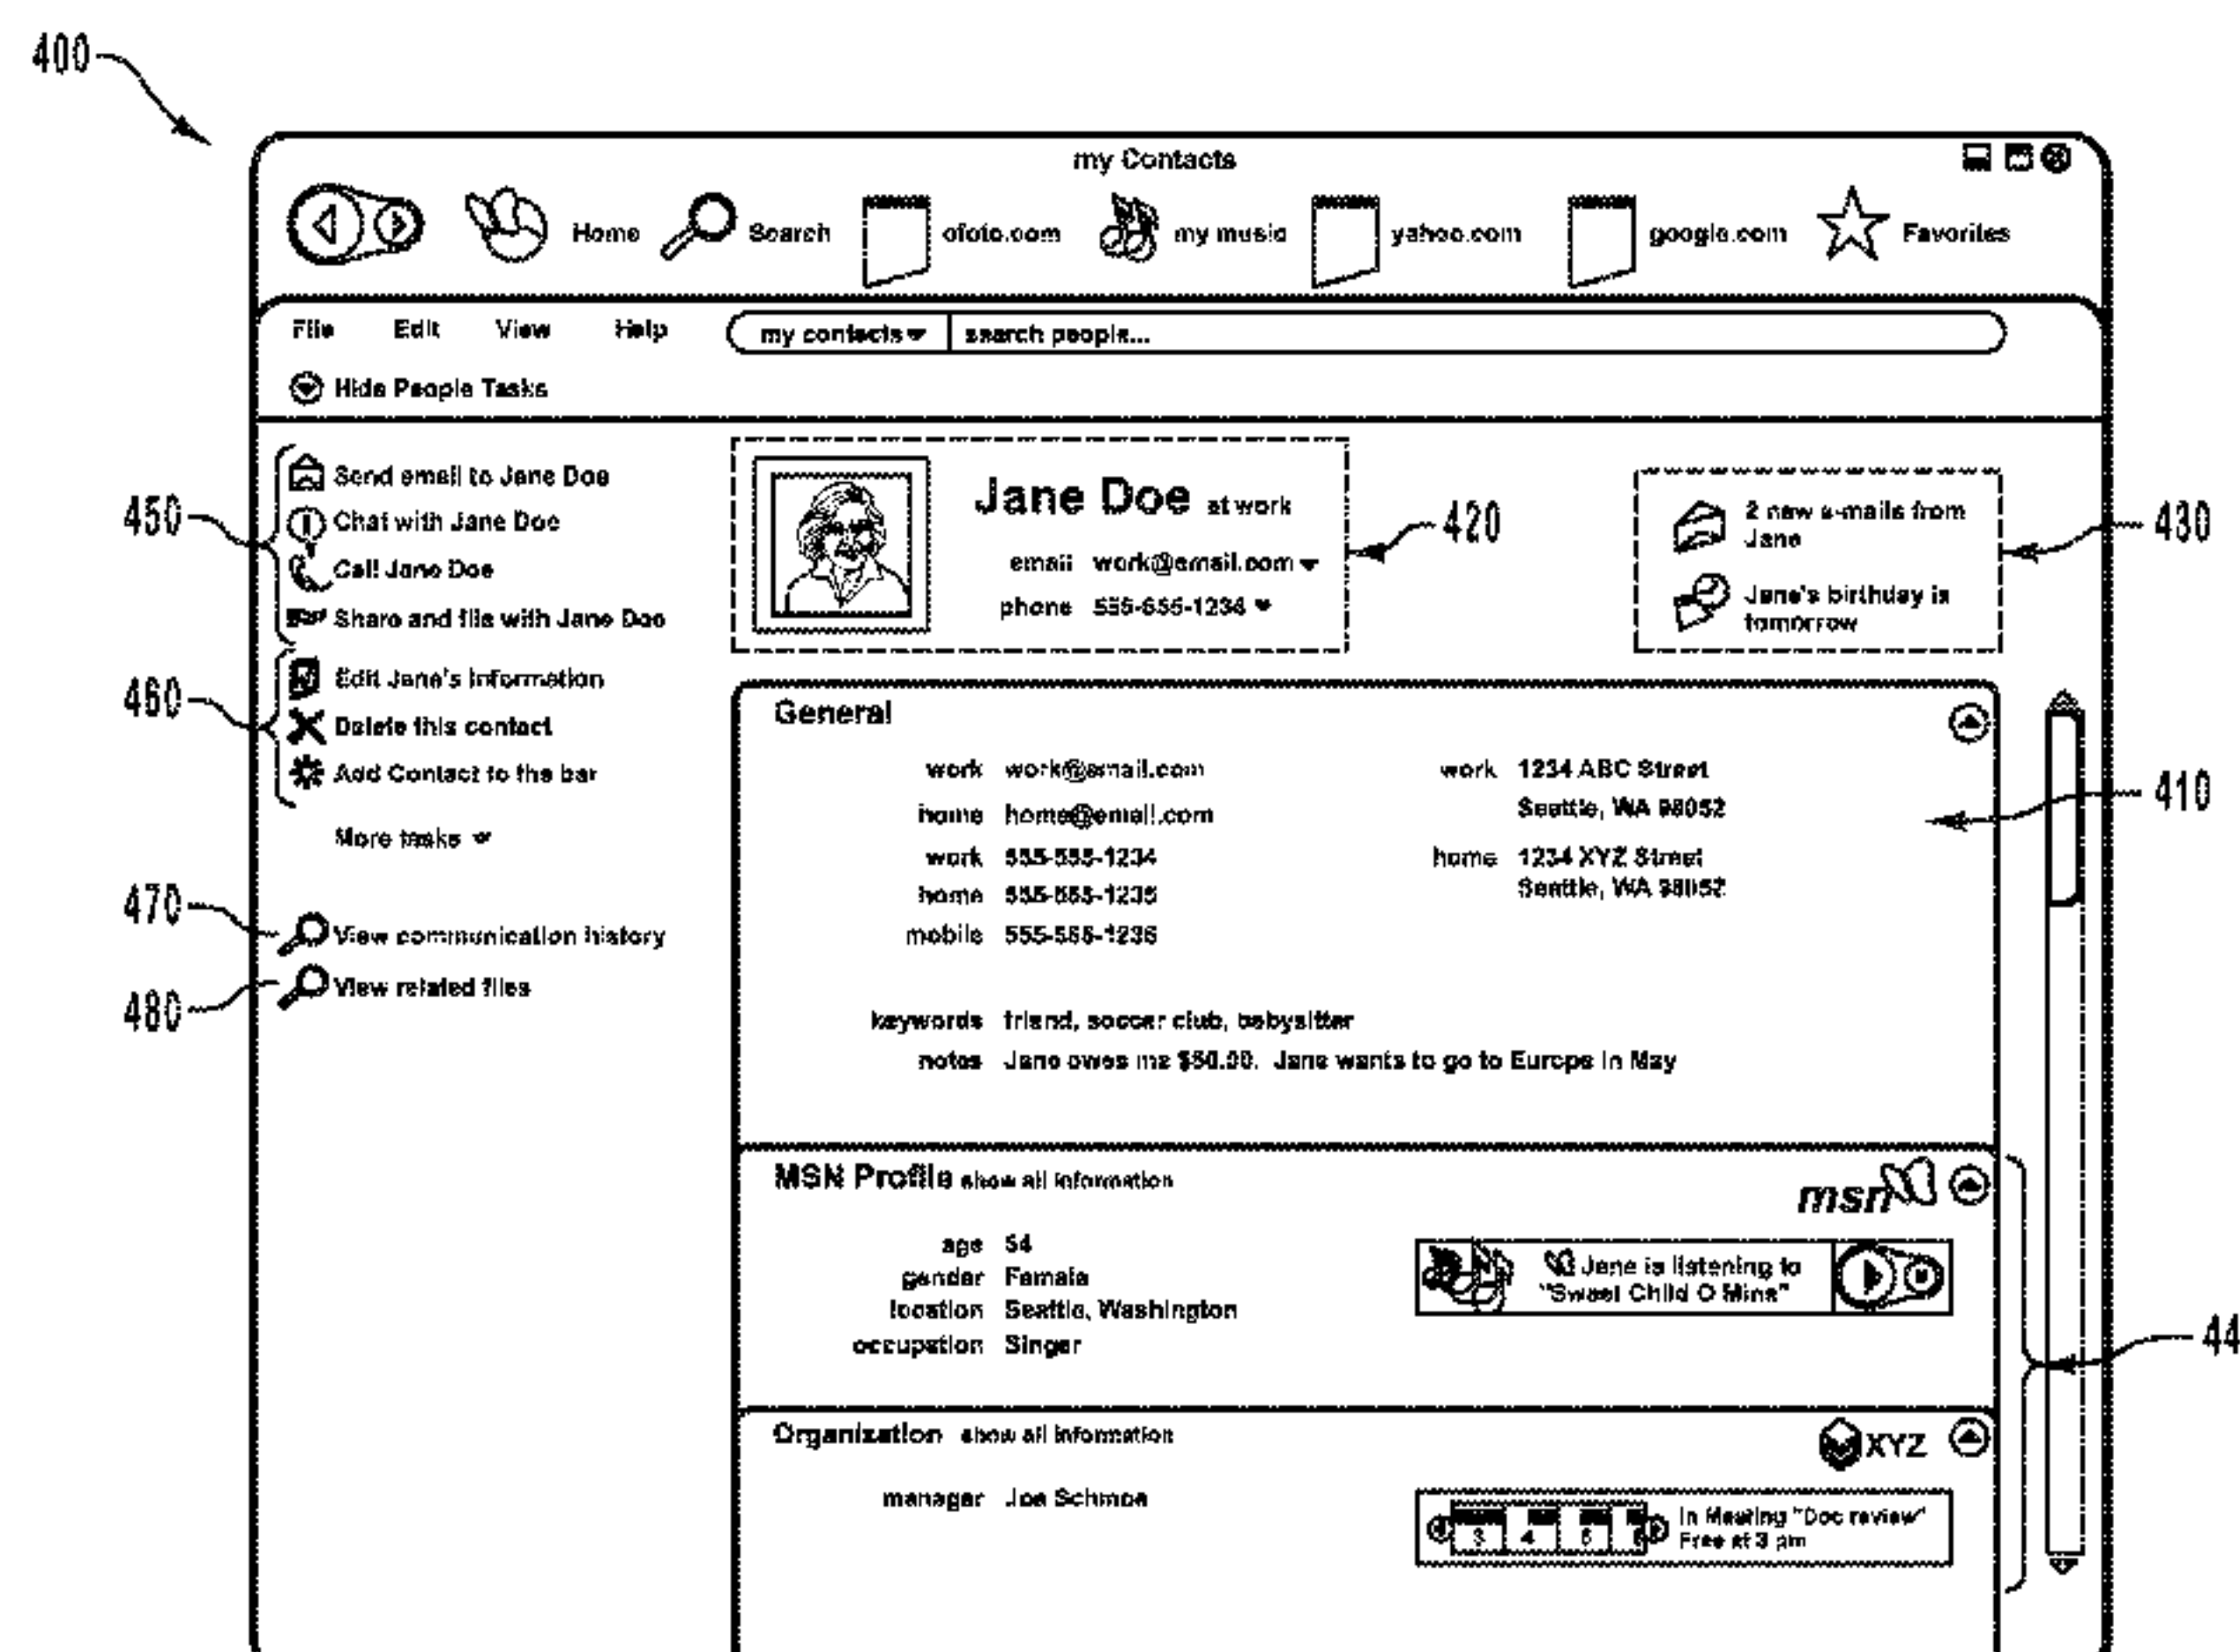 400
my Contacts
Home Search ofoto.com my music yahoo.com google.com Favorites
File Edit View Help my contacts search people...
Hide People Tasks
450
Send email to Jane Doe
Chat with Jane Doe
Call Jane Doe
Share and file with Jane Doe
460
Edit Jane's Information
Delete this contact
Add Contact to the bar
More tasks
470
View communication history
480
View related files
Jane Doe at work
email work@email.com
phone 555-555-1234
420
2 new e-mails from
Jane
Jane's birthday is
tomorrow
430
General
work work@email.com
home home@email.com
work 555-555-1234
home 555-555-1235
mobile 555-555-1236
work 1234 ABC Street
Seattle, WA 98052
home 1234 XYZ Street
Seattle, WA 98052
410
keywords friend, soccer club, babysitter
notes Jane owes me $50.00. Jane wants to go to Europe in May
MSN Profile show all information
msn
age 54
gender Female
location Seattle, Washington
occupation Singer
Jane is listening to
"Sweet Child O Mine"
44
Organization show all information
XYZ
manager Joe Schmoe
3 4 5 6
In Meeting "Doc review"
Free at 3 pm